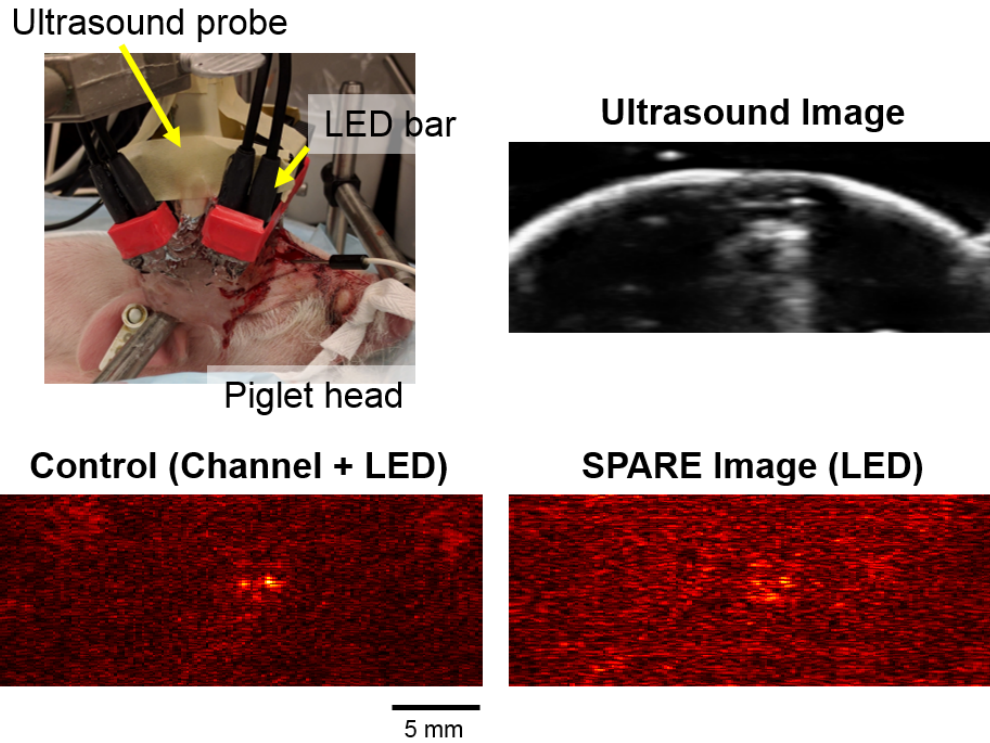 Ultrasound probe
LED bar
Piglet head
Ultrasound Image
Control (Channel + LED)
SPARE Image (LED)
5 mm